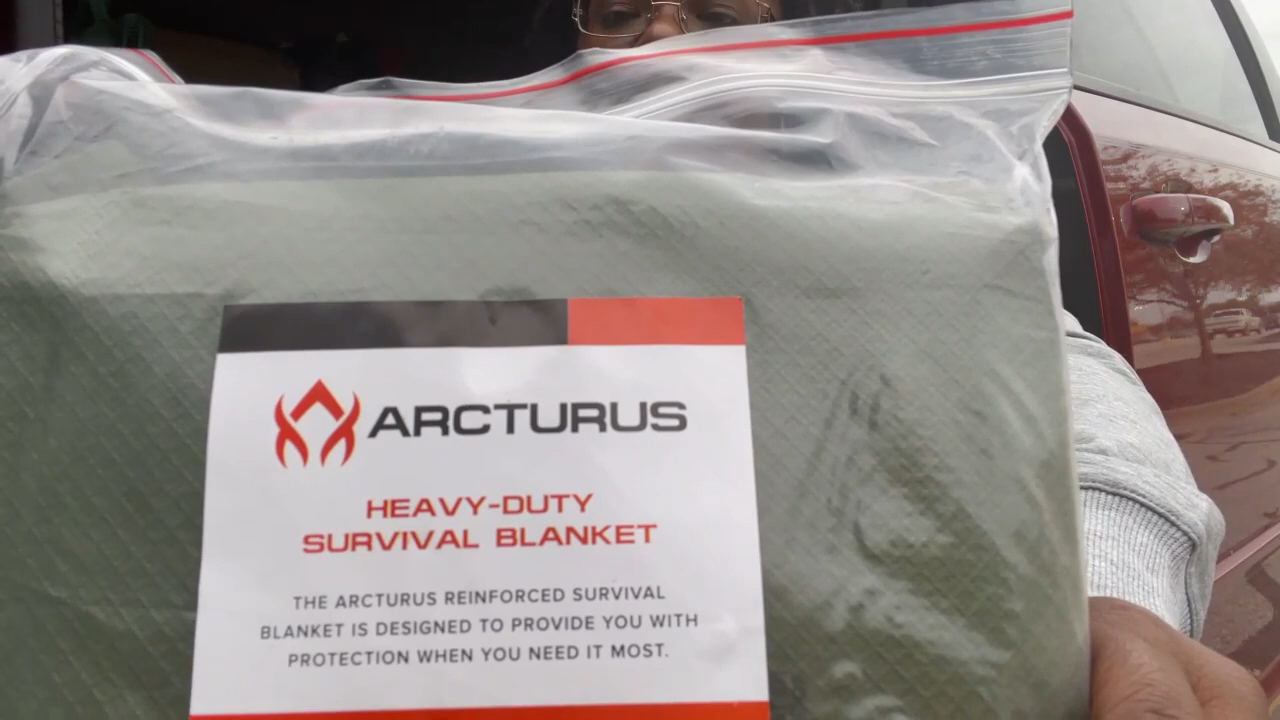 ARCTURUS
HEAVY-DUTY
SURVIVAL BLANKET
THE ARCTURUS REINFORCED SURVIVAL
BLANKET IS DESIGNED TO PROVIDE YOU WITH
PROTECTION WHEN YOU NEED IT MOST.